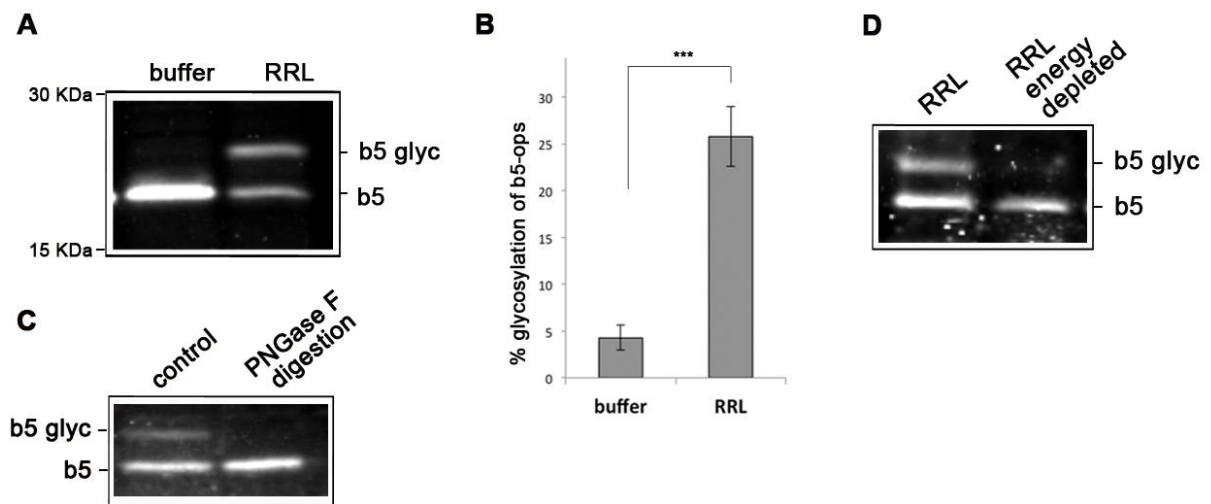 A
buffer RRL
30 KDa
b5 glyc
b5
15 KDa
B
***
% glycosylation of b5-ops
30
25
20
15
10
5
0
buffer RRL
C
control PNGase F digestion
b5 glyc
b5
D
RRL RRL energy depleted
b5 glyc
b5